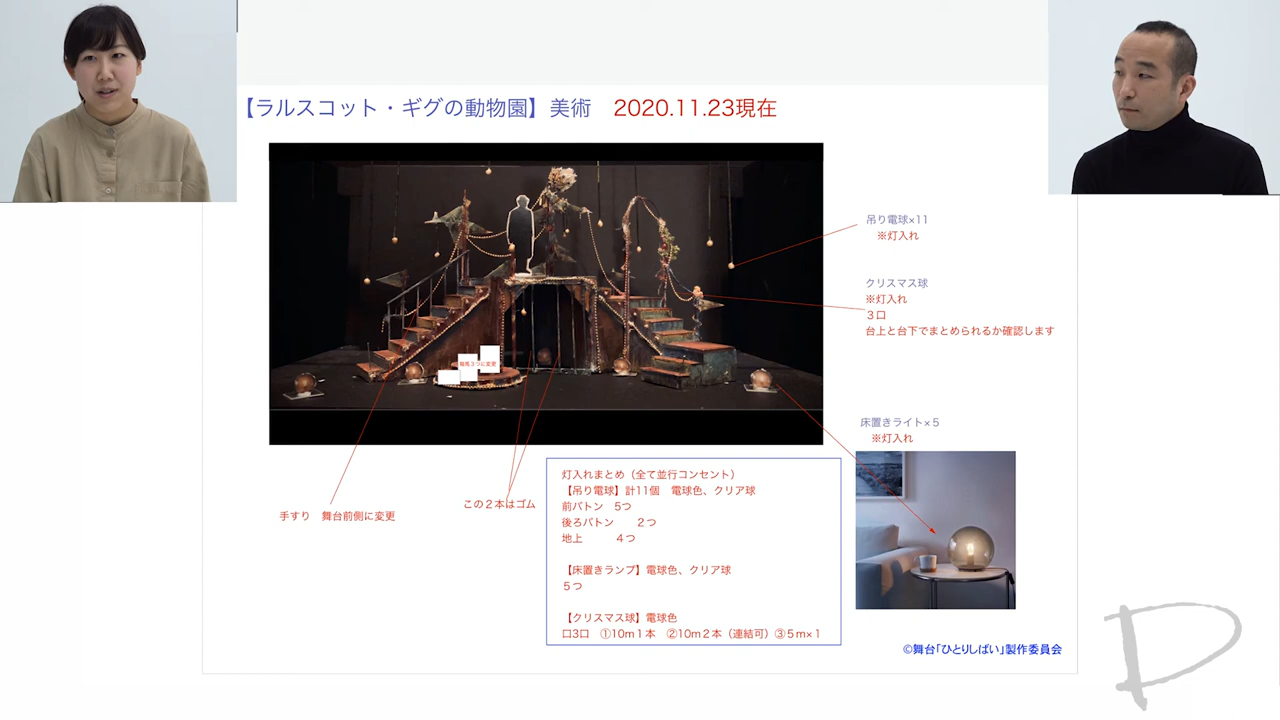 【ラルスコット・ギグの動物園】美術　2020.11.23現在
吊り電球×11
※灯入れ
クリスマス球
※灯入れ
３口
台上と台下でまとめられるか確認します
箱馬３つに変更
床置きライト×５
※灯入れ
手すり　舞台前側に変更
この２本はゴム
灯入れまとめ（全て並行コンセント）
【吊り電球】計11個　電球色、クリア球
前バトン　5つ
後ろバトン　　２つ
地上　　　４つ
【床置きランプ】電球色、クリア球
５つ
【クリスマス球】電球色
口3口　①10m１本　②10m２本（連結可）③５m×１
©舞台「ひとりしばい」製作委員会
P